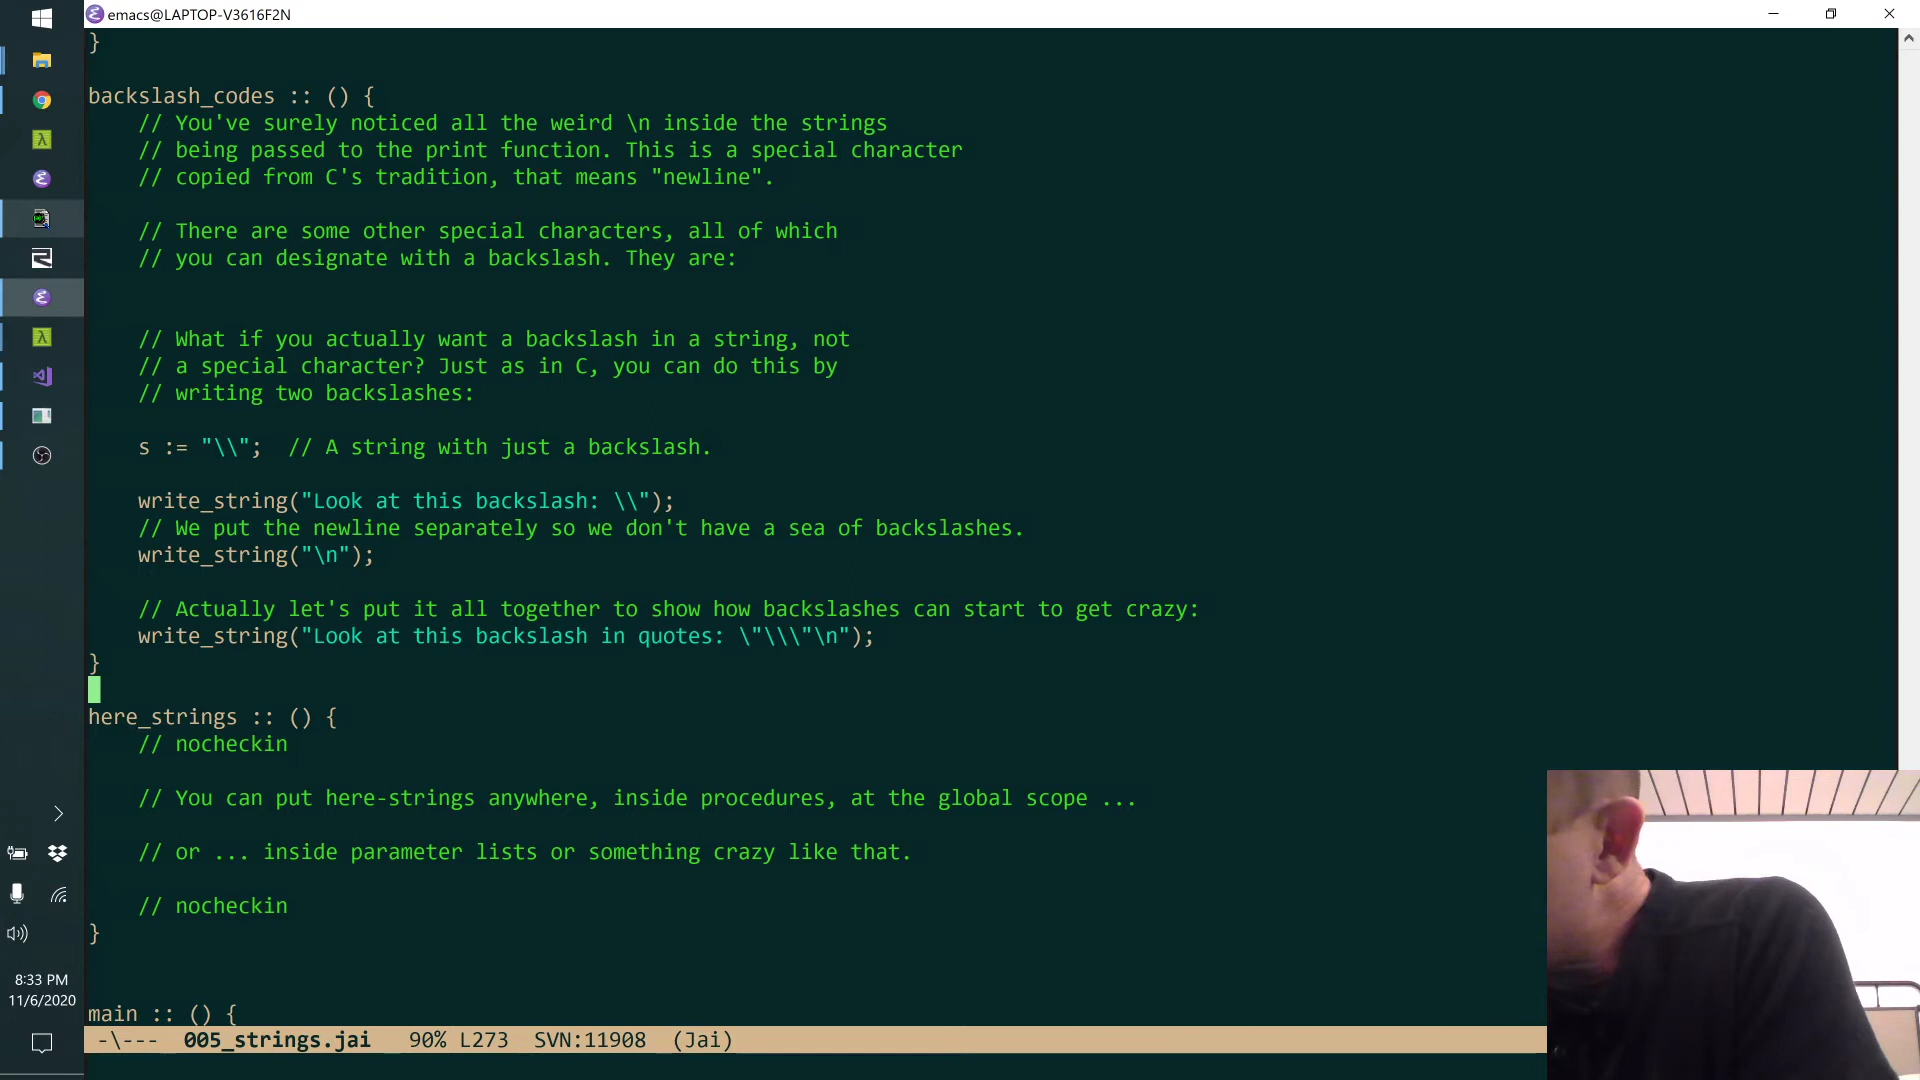 emacs@LAPTOP-V3616F2N
}
backslash_codes :: () {
// You've surely noticed all the weird \n inside the strings
// being passed to the print function. This is a special character
// copied from C's tradition, that means "newline".
// There are some other special characters, all of which
// you can designate with a backslash. They are:
// What if you actually want a backslash in a string, not
// a special character? Just as in C, you can do this by
// writing two backslashes:
s := "\\";  // A string with just a backslash.
write_string("Look at this backslash: \\");
// We put the newline separately so we don't have a sea of backslashes.
write_string("\n");
// Actually let's put it all together to show how backslashes can start to get crazy:
write_string("Look at this backslash in quotes: \"\\\"\n");
}
here_strings :: () {
// nocheckin
// You can put here-strings anywhere, inside procedures, at the global scope ...
// or ... inside parameter lists or something crazy like that.
// nocheckin
}
main :: () {
-\--- 005_strings.jai 90% L273 SVN:11908 (Jai)
8:33 PM
11/6/2020